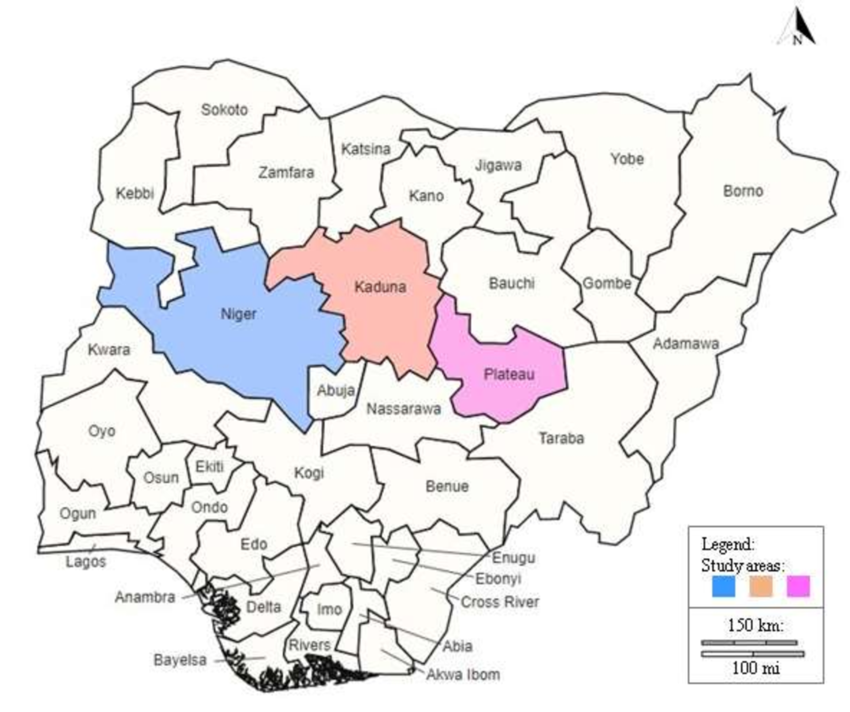 N
Sokoto
Katsina
Jigawa
Yobe
Zamfara
Borno
Kebbi
Kano
Kaduna
Bauchi
Gombe
Niger
Adamawa
Kwara
Plateau
Abuja
Nassarawa
Oyo
Taraba
Ekiti
Osun
Kogi
Benue
Ogun
Ondo
Edo
Lagos
Enugu
Ebonyi
Anambra
Cross River
Delta
Imo
Rivers
Abia
Bayelsa
Akwa Ibom
Legend:
Study areas:
150 km:
100 mi